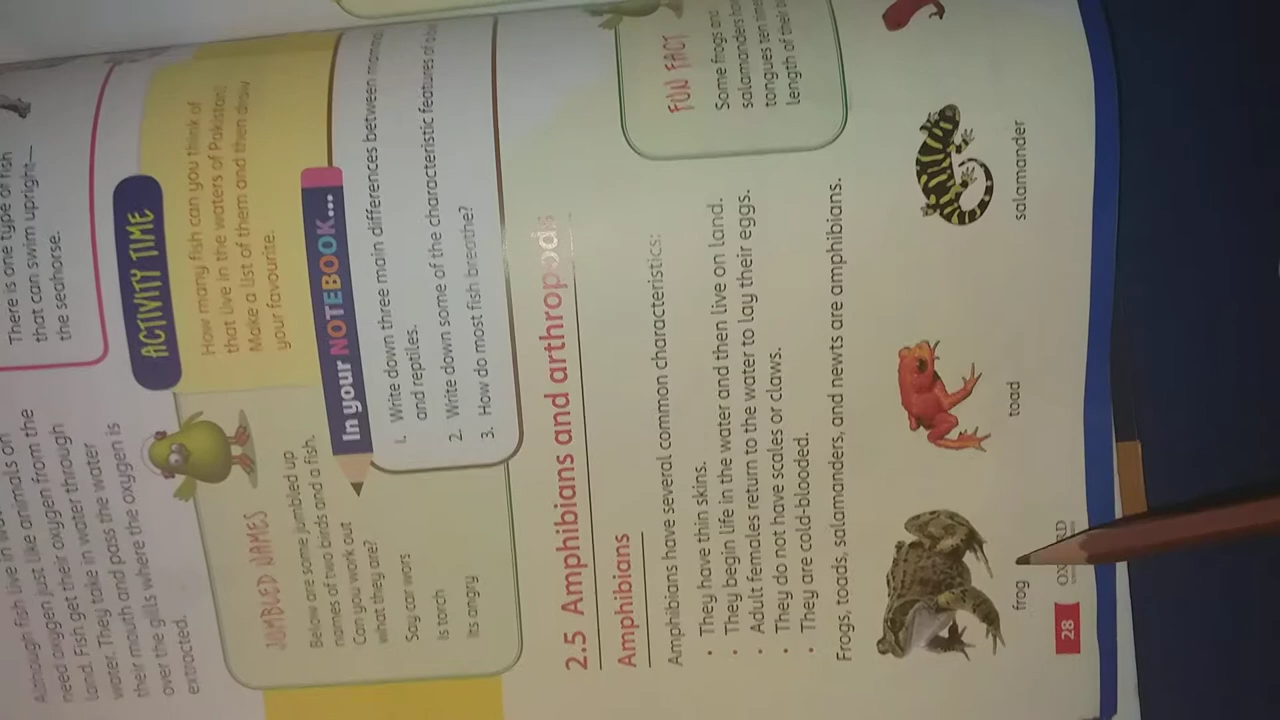 Although fish live in
need oxygen just like animals on
land. Fish get their oxygen from the
water. They take in water through
their mouth and pass the water
over the gills where the oxygen is
extracted.
There is one type of fish
that can swim upright—
the seahorse.
ACTIVITY TIME
How many fish can you think of
that live in the waters of Pakistan?
Make a list of them and then draw
your favourite.
JUMBLED NAMES
Below are some jumbled up
names of two birds and a fish.
Can you work out
what they are?
Soy car wors
Is torch
Its angry
In your NOTEBOOK...
1. Write down three main differences between
and reptiles.
2. Write down some of the characteristic features of
3. How do most fish breathe?
2.5 Amphibians and arthropods
Amphibians
Amphibians have several common characteristics:
• They have thin skins.
• They begin life in the water and then live on land.
• Adult females return to the water to lay their eggs.
• They do not have scales or claws.
• They are cold-blooded.
Frogs, toads, salamanders, and newts are amphibians.
FUN FACT
Some frogs and
salamanders
tongues ten
length of their
frog
toad
salamander
28